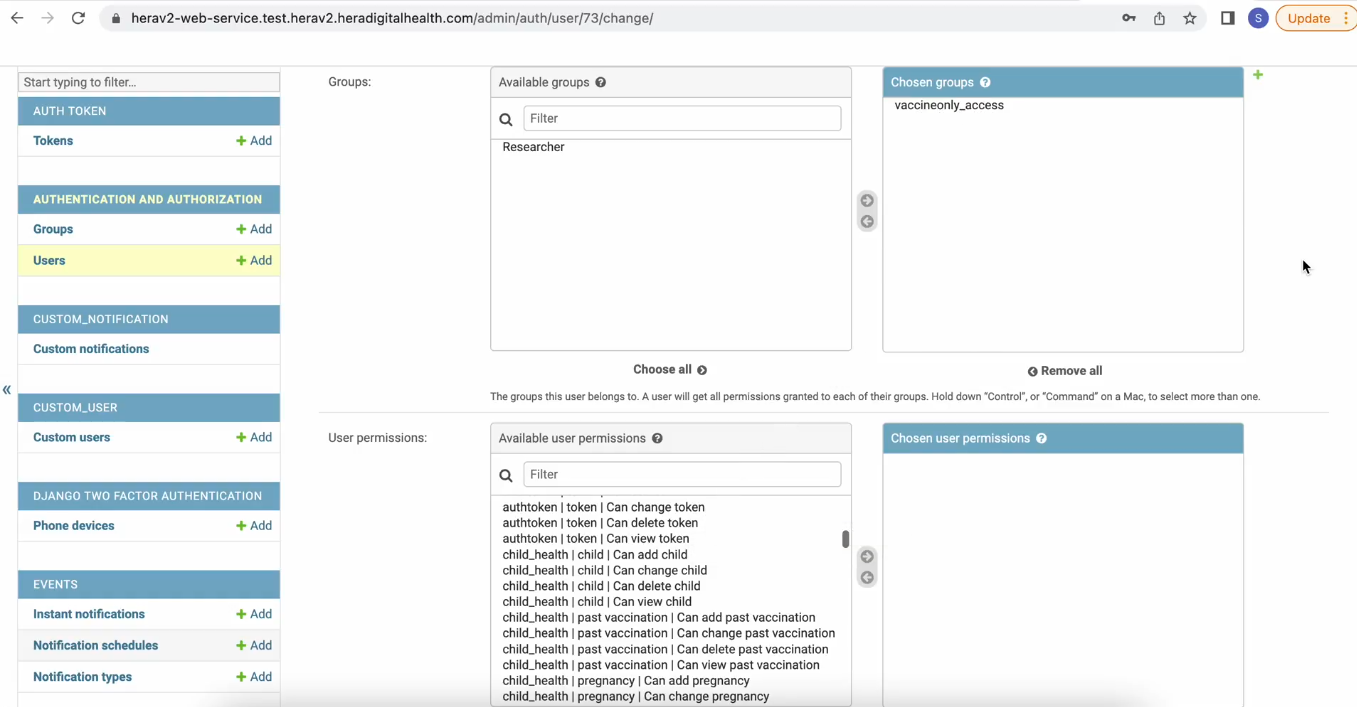 herav2-web-service.test.herav2.heradigitalhealth.com/admin/auth/user/73/change/
S
Update
Start typing to filter...
AUTH TOKEN
Tokens
Add
AUTHENTICATION AND AUTHORIZATION
Groups
Add
Users
Add
CUSTOM_NOTIFICATION
Custom notifications
«
CUSTOM_USER
Custom users
Add
DJANGO TWO FACTOR AUTHENTICATION
Phone devices
Add
EVENTS
Instant notifications
Add
Notification schedules
Add
Notification types
Add
Groups:
Available groups ?
Filter
Researcher
Choose all
Chosen groups ?
vaccineonly_access
Remove all
The groups this user belongs to. A user will get all permissions granted to each of their groups. Hold down “Control”, or “Command” on a Mac, to select more than one.
User permissions:
Available user permissions ?
Filter
authtoken | token | Can change token
authtoken | token | Can delete token
authtoken | token | Can view token
child_health | child | Can add child
child_health | child | Can change child
child_health | child | Can delete child
child_health | child | Can view child
child_health | past vaccination | Can add past vaccination
child_health | past vaccination | Can change past vaccination
child_health | past vaccination | Can delete past vaccination
child_health | past vaccination | Can view past vaccination
child_health | pregnancy | Can add pregnancy
child_health | pregnancy | Can change pregnancy
Chosen user permissions ?